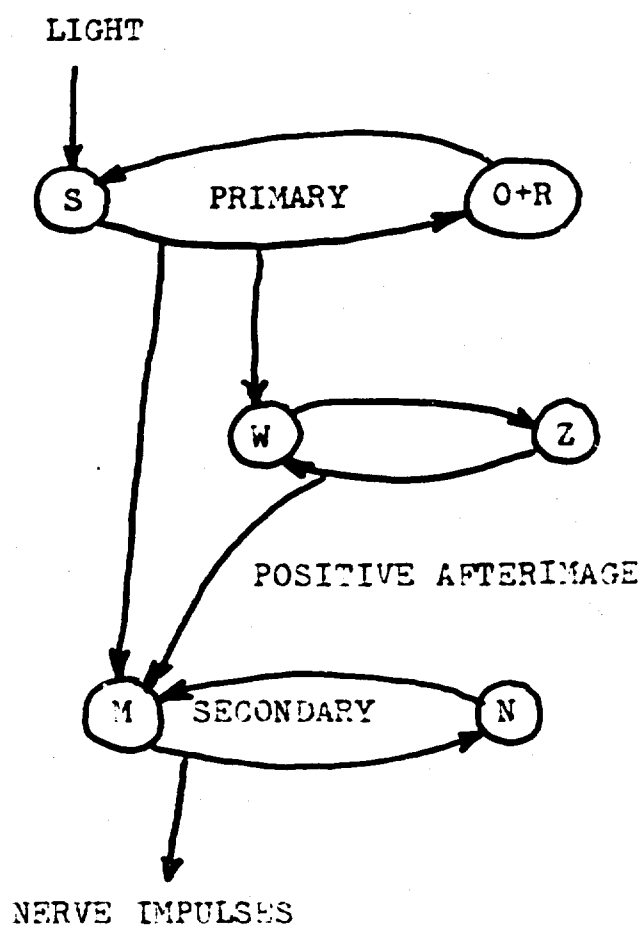 LIGHT
S PRIMARY O+R
W Z
POSITIVE AFTERIMAGE
M SECONDARY N
NERVE IMPULSES